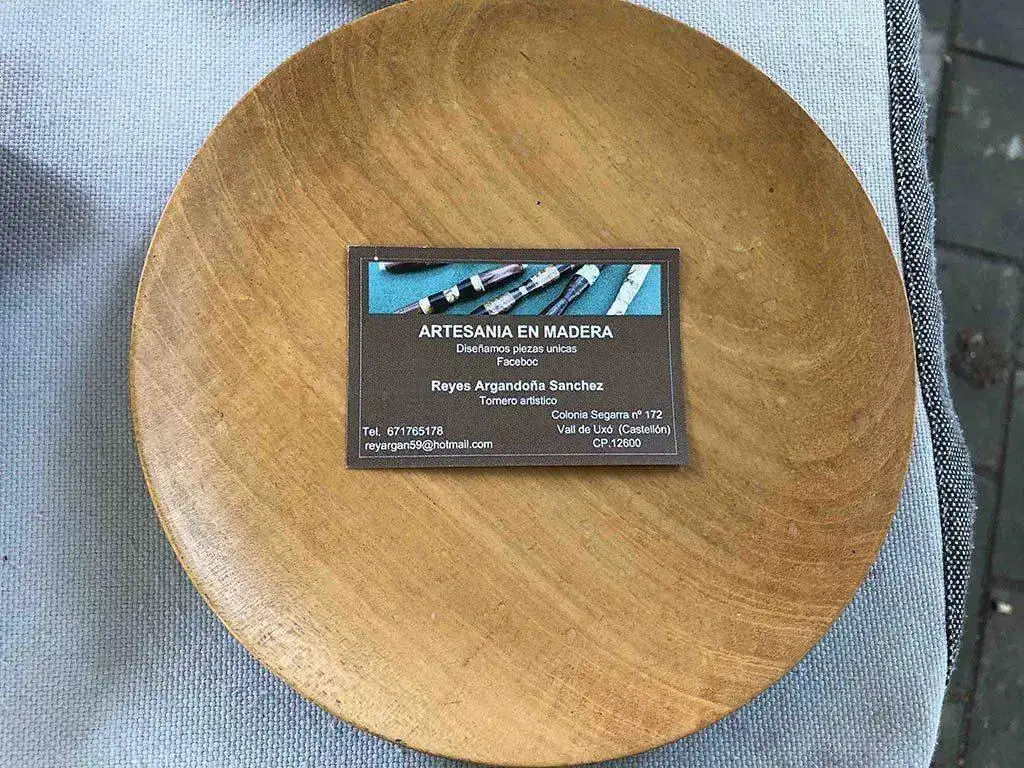 ARTESANIA EN MADERA
Diseñamos piezas unicas
Faceboc
Reyes Argandoña Sanchez
Tornero artistico
Colonia Segarra nº 172
Tel. 671765178
Vall de Uxó (Castellón)
reyargan59@hotmail.com
CP.12600